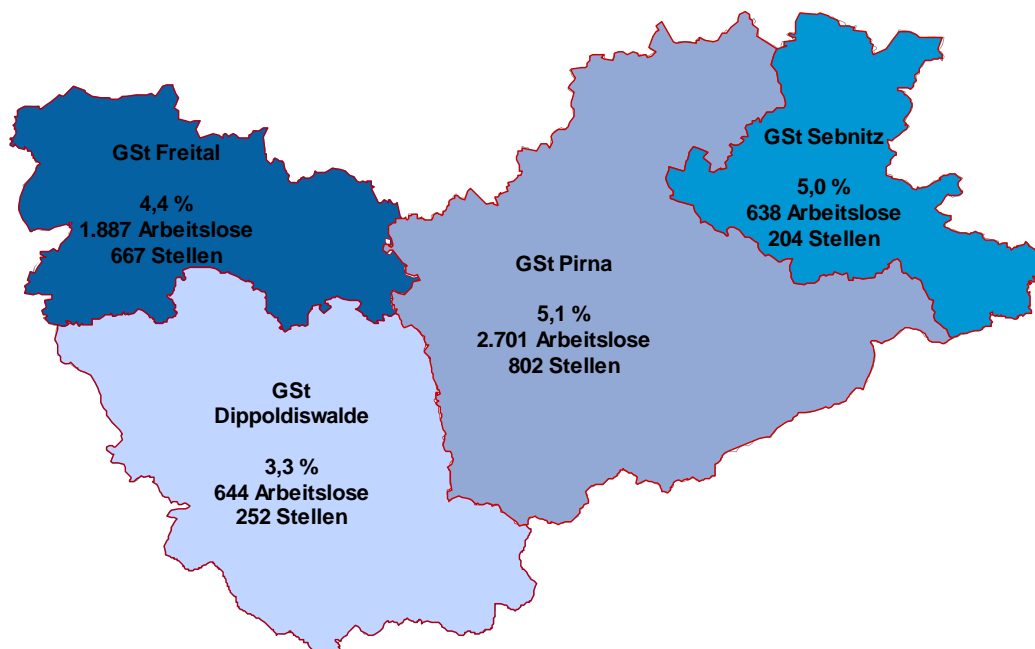 GSt Freital
4,4 %
1.887 Arbeitslose
667 Stellen
GSt Sebnitz
5,0 %
638 Arbeitslose
204 Stellen
GSt Pirna
5,1 %
2.701 Arbeitslose
802 Stellen
GSt
Dippoldiswalde
3,3 %
644 Arbeitslose
252 Stellen